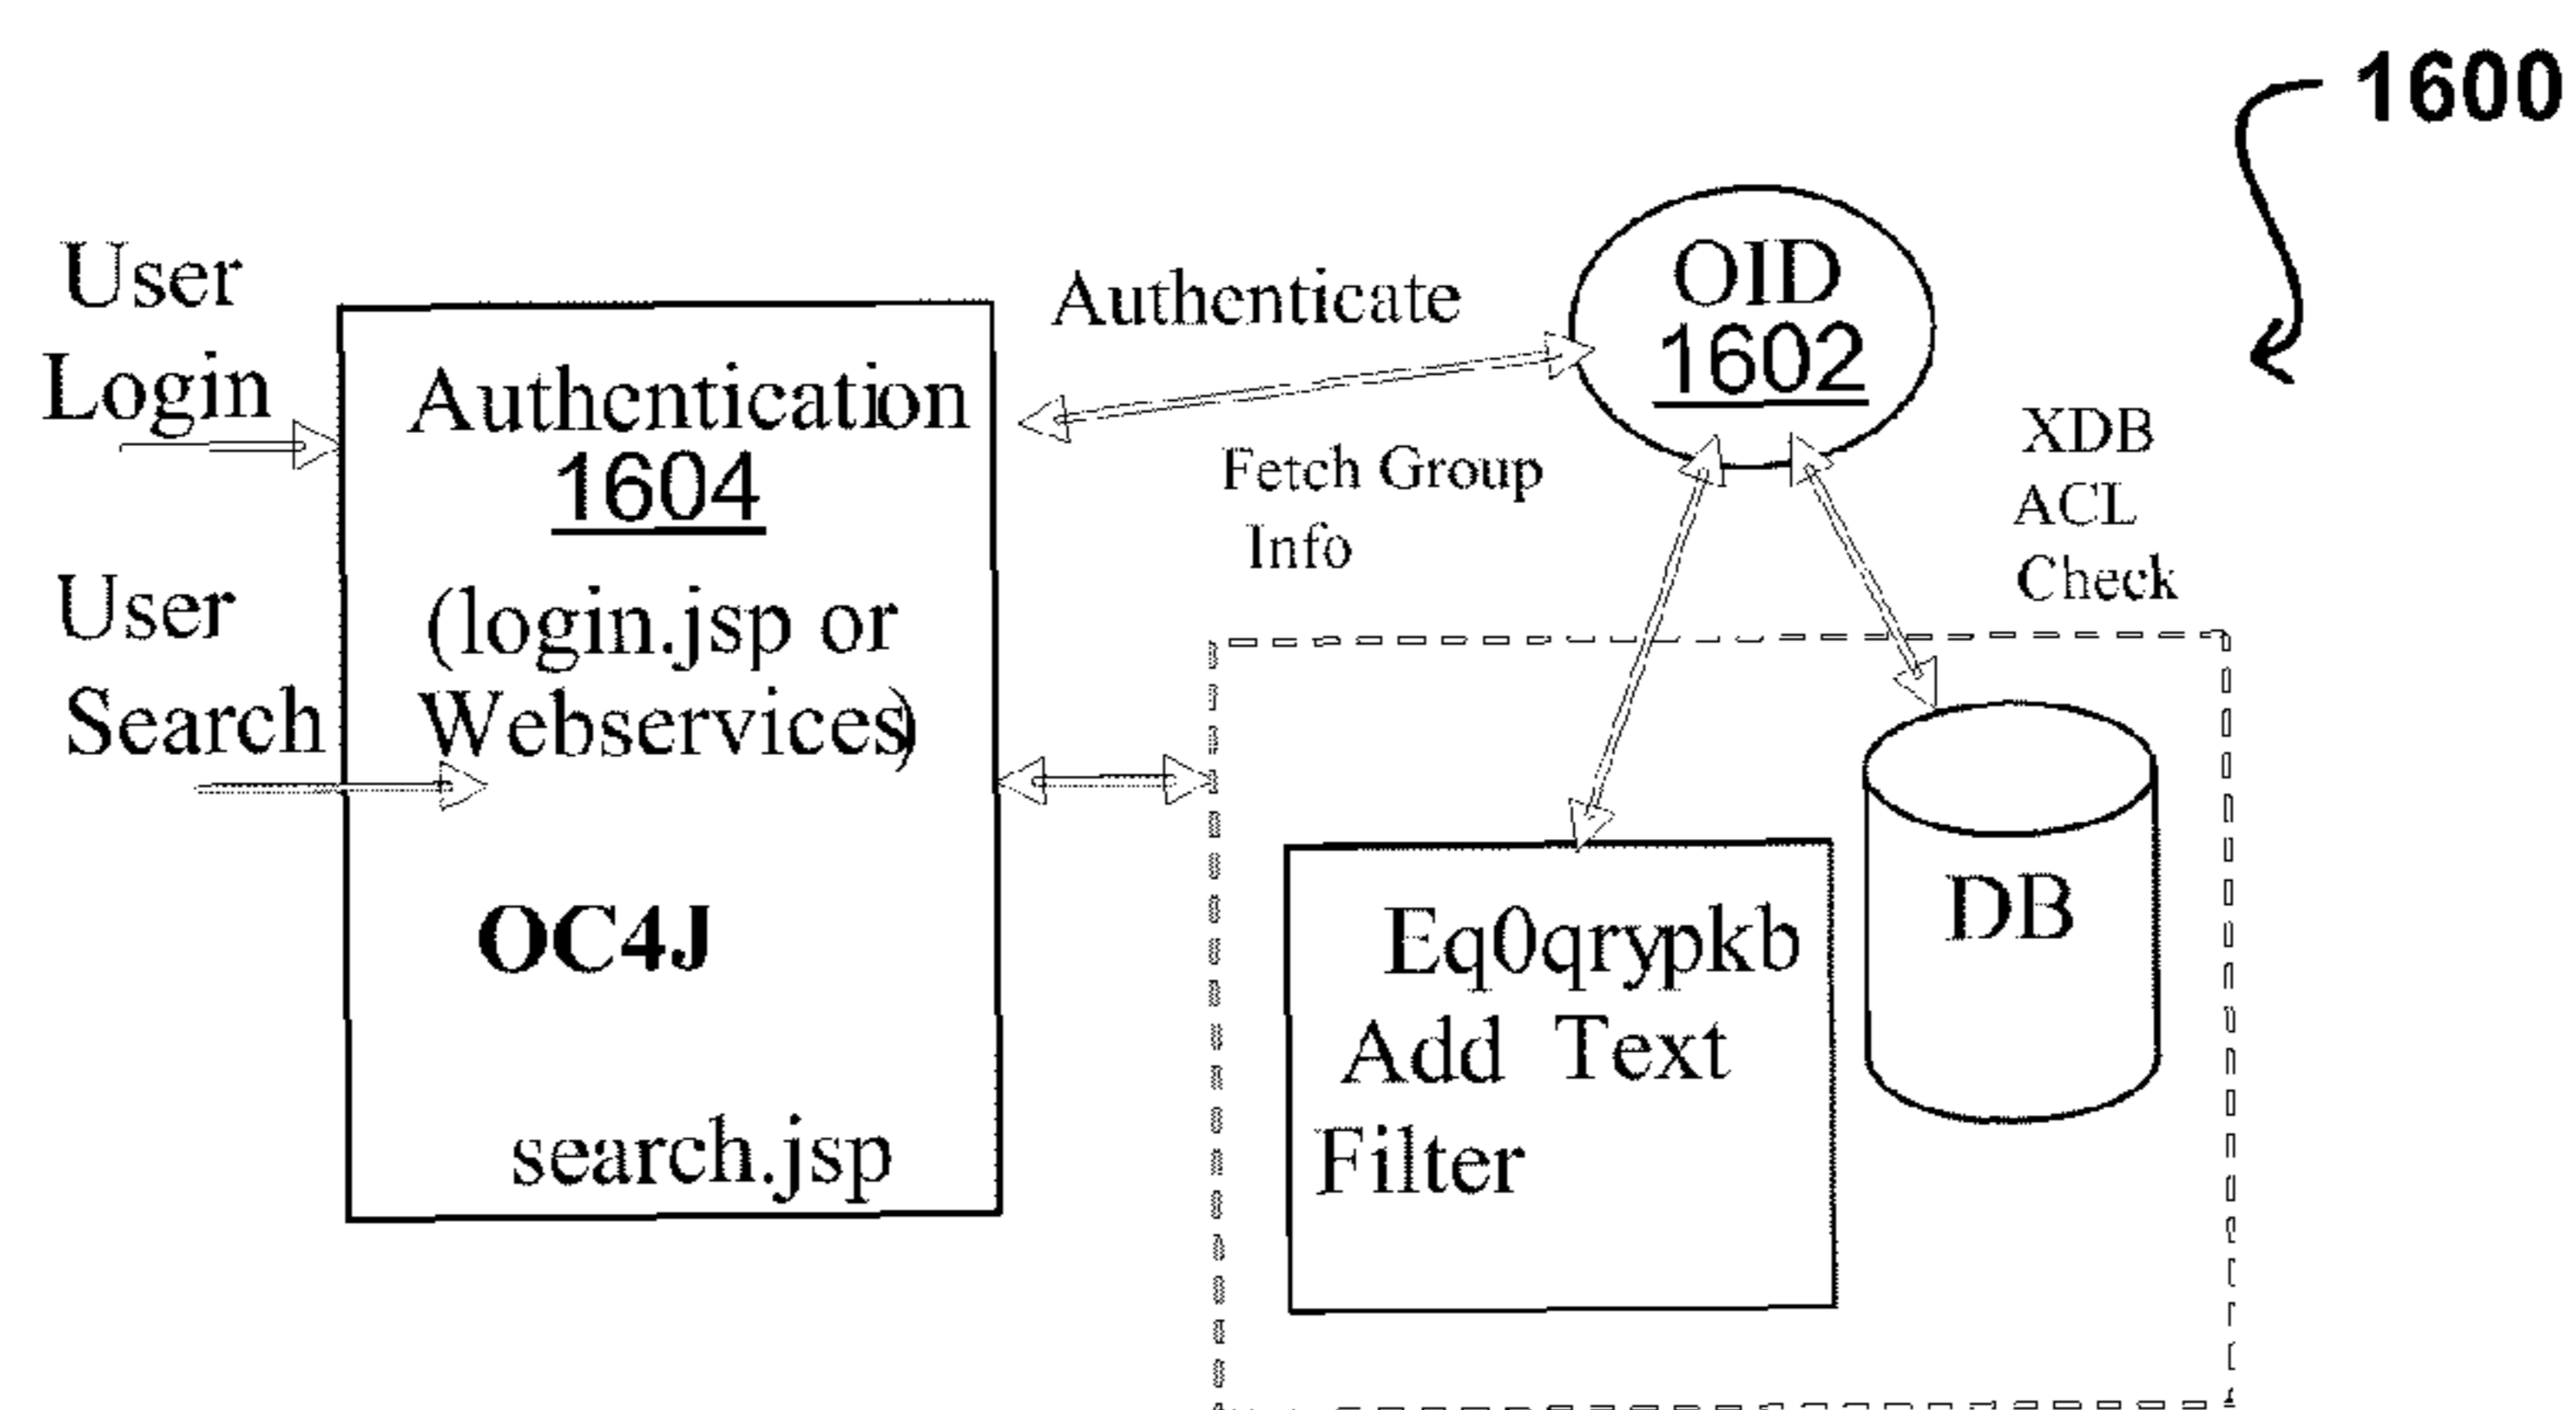 1600
User
Login
User
Search
Authentication
1604
(login.jsp or
Webservices)
OC4J
search.jsp
Authenticate
OID
1602
Fetch Group
Info
XDB
ACL
Check
Eq0qrypkb
Add Text
Filter
DB